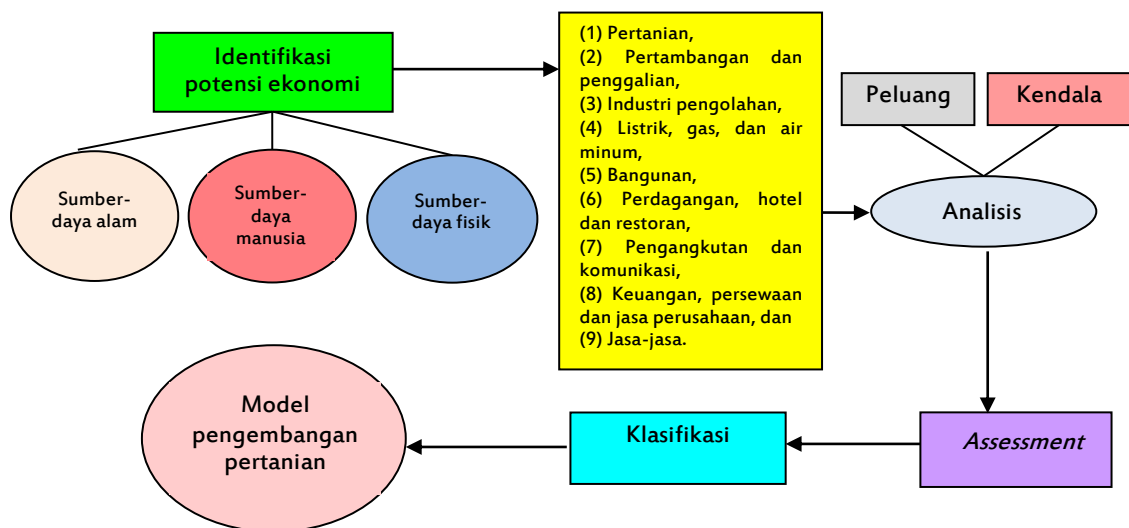 Identifikasi
potensi ekonomi
Sumber-
daya alam
Sumber-
daya
manusia
Sumber-
daya fisik
(1) Pertanian,
(2) Pertambangan dan
penggalian,
(3) Industri pengolahan,
(4) Listrik, gas, dan air
minum,
(5) Bangunan,
(6) Perdagangan, hotel
dan restoran,
(7) Pengangkutan dan
komunikasi,
(8) Keuangan, persewaan
dan jasa perusahaan, dan
(9) Jasa-jasa.
Peluang
Kendala
Analisis
Assessment
Klasifikasi
Model
pengembangan
pertanian